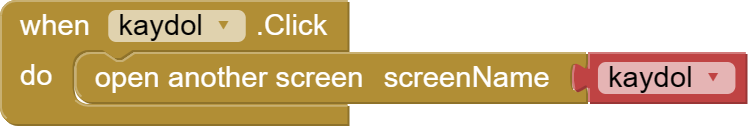 when kaydol .Click
do open another screen screenName kaydol